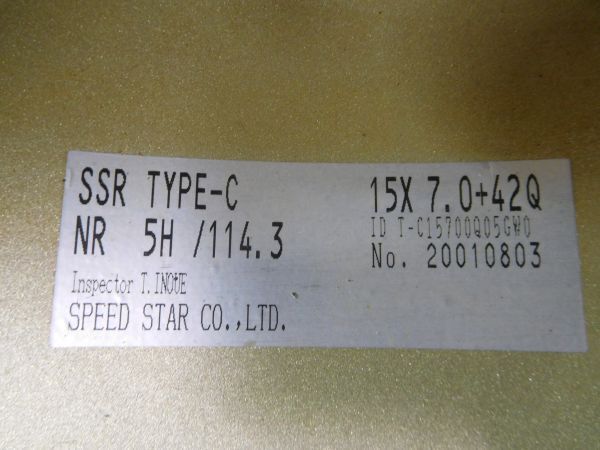 SSR TYPE-C 15X 7.0+42Q
ID T-C15700Q05GW0
NR 5H /114.3 No. 20010803
Inspector T.INOUE
SPEED STAR CO.,LTD.